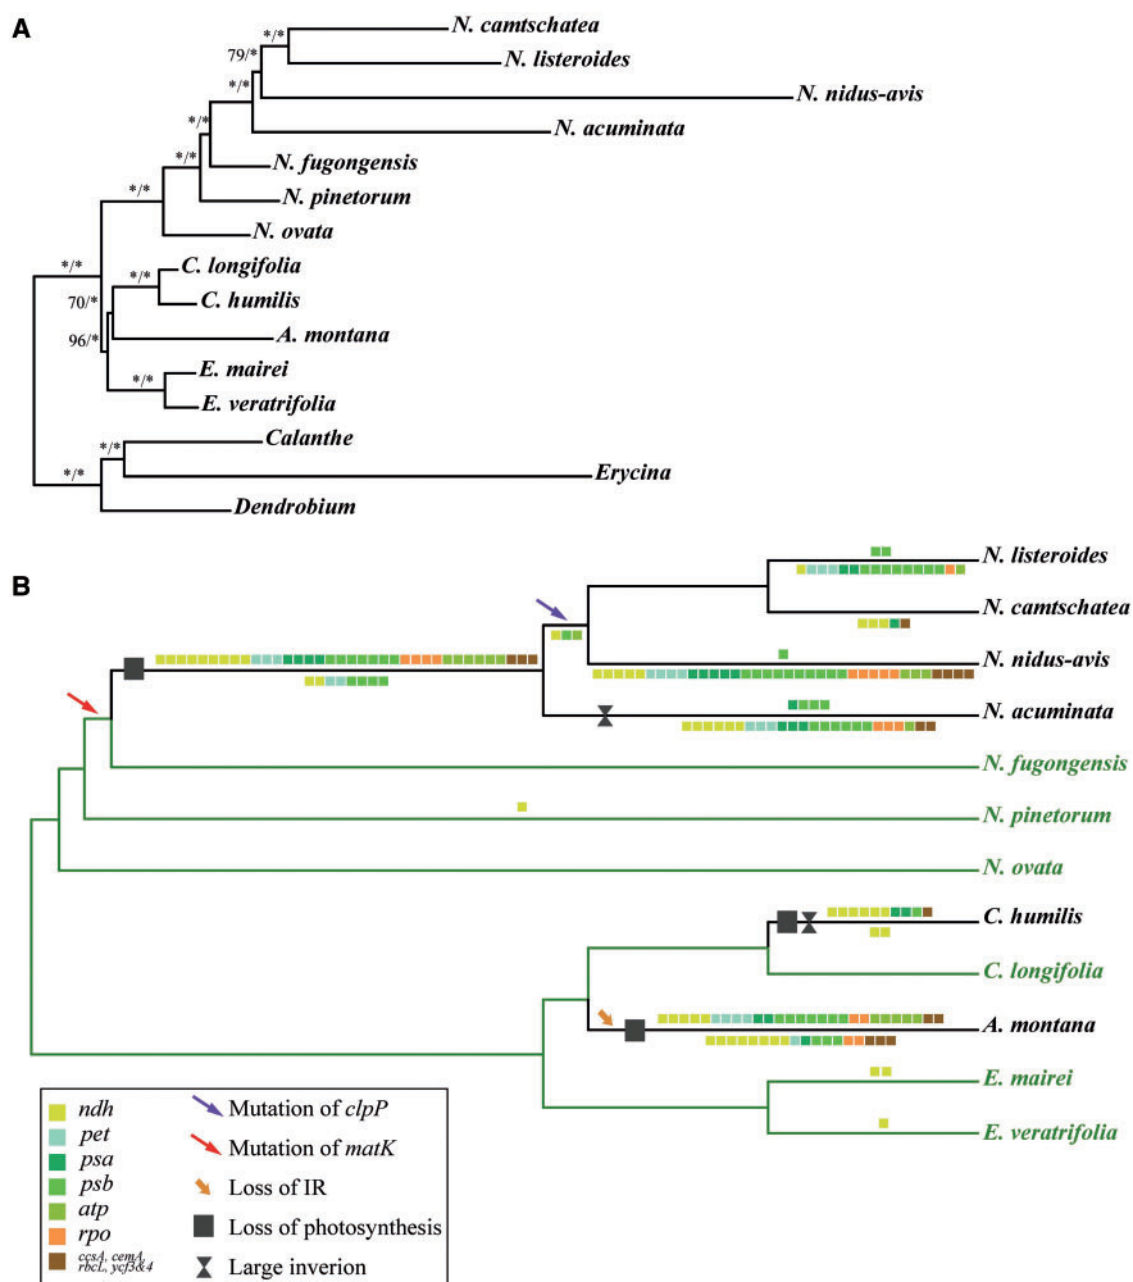 A
*/*
N. camtschatea
79/*
N. listeroides
*/*
N. nidus-avis
*/*
N. acuminata
*/*
N. fugongensis
*/*
N. pinetorum
N. ovata
*/*
C. longifolia
*/*
70/*
C. humilis
96/*
A. montana
*/*
E. mairei
E. veratrifolia
*/*
Calanthe
*/*
Erycina
Dendrobium
B
N. listeroides
N. camtschatea
N. nidus-avis
N. acuminata
N. fugongensis
N. pinetorum
N. ovata
C. humilis
C. longifolia
A. montana
E. mairei
E. veratrifolia
ndh
pet
psa
psb
atp
rpo
ccsA, cemA,
rbcL, ycf3&4
Mutation of clpP
Mutation of matK
Loss of IR
Loss of photosynthesis
Large inverion